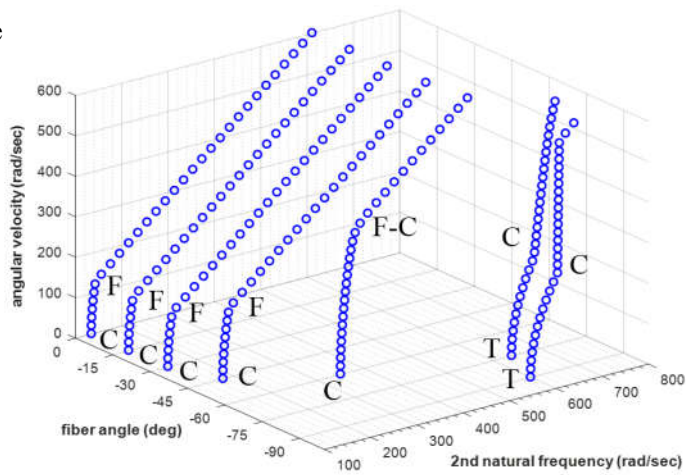 e
600
500
400
300
200
100
0
angular velocity (rad/sec)
0
-15
-30
-45
-60
-75
-90
fiber angle (deg)
100
200
300
400
500
600
700
800
2nd natural frequency (rad/sec)
F
F
F
F
F-C
C
C
C
C
C
C
C
T
T